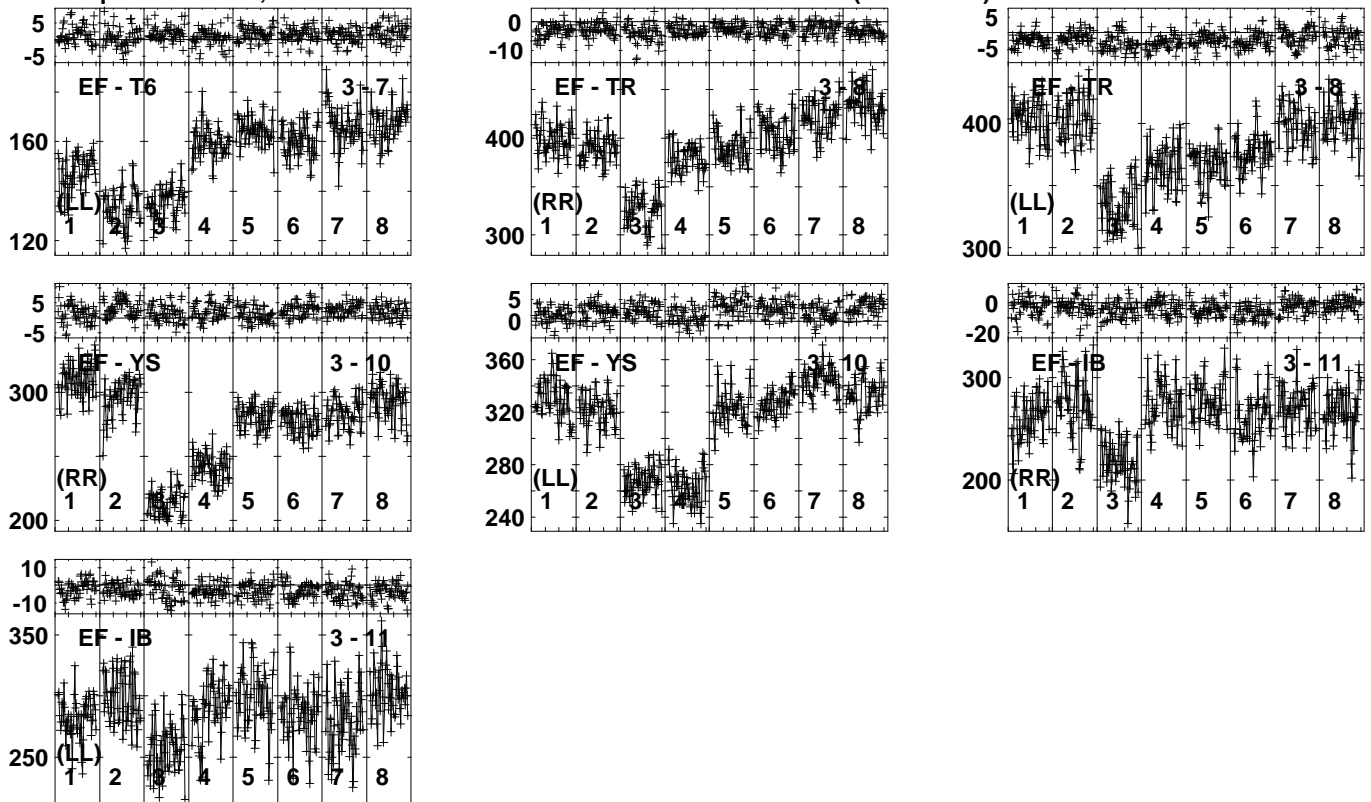 5
-5
EF - T6 3 - 7
160
(LL)
1 2 3 4 5 6 7 8
120
0
-10
EF - TR 3 - 8
400
(RR)
1 2 3 4 5 6 7 8
300
5
-5
EF - TR 3 - 8
400
(LL)
1 2 3 4 5 6 7 8
300
5
-5
EF - YS 3 - 10
300
(RR)
1 2 3 4 5 6 7 8
200
5
0
360
EF - YS 3 - 10
320
280
(LL)
1 2 3 4 5 6 7 8
240
0
-20
EF - IB 3 - 11
300
200
(RR)
1 2 3 4 5 6 7 8
10
-10
350
EF - IB 3 - 11
250
(LL)
1 2 3 4 5 6 7 8